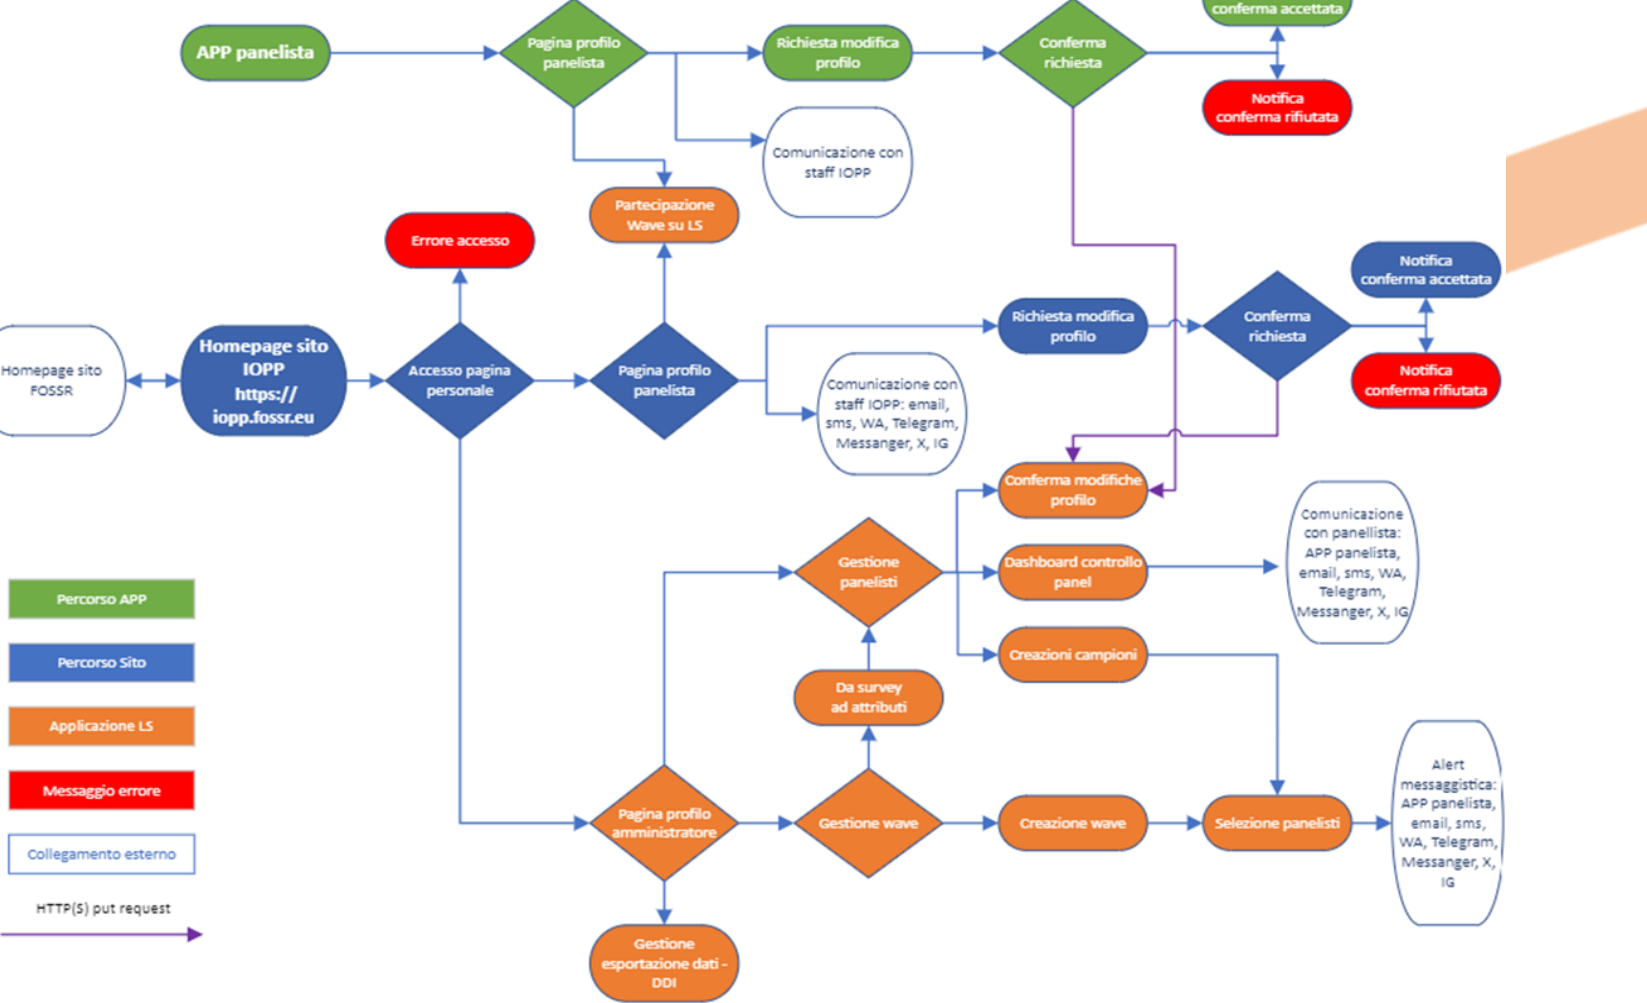 conferma accettata
APP panelista
Pagina profilo
panelista
Richiesta modifica
profilo
Conferma
richiesta
Notifica
conferma rifiutata
Comunicazione con
staff IOPP
Partecipazione
Wave su LS
Errore accesso
Notifica
conferma accettata
Richiesta modifica
profilo
Conferma
richiesta
Homepage sito
FOSSR
Homepage sito
IOPP
https://
iopp.fossr.eu
Accesso pagina
personale
Pagina profilo
panelista
Comunicazione con
staff IOPP: email,
sms, WA, Telegram,
Messanger, X, IG
Notifica
conferma rifiutata
Conferma modifiche
profilo
Comunicazione
con panellista:
APP panelista,
email, sms, WA,
Telegram,
Messanger, X, IG
Gestione
panelisti
Dashboard controllo
panel
Creazioni campioni
Da survey
ad attributi
Percorso APP
Percorso Sito
Applicazione LS
Messaggio errore
Collegamento esterno
HTTP(S) put request
Pagina profilo
amministratore
Gestione wave
Creazione wave
Selezione panelisti
Alert
messaggistica:
APP panelista,
email, sms,
WA, Telegram,
Messanger, X,
IG
Gestione
esportazione dati -
DDI